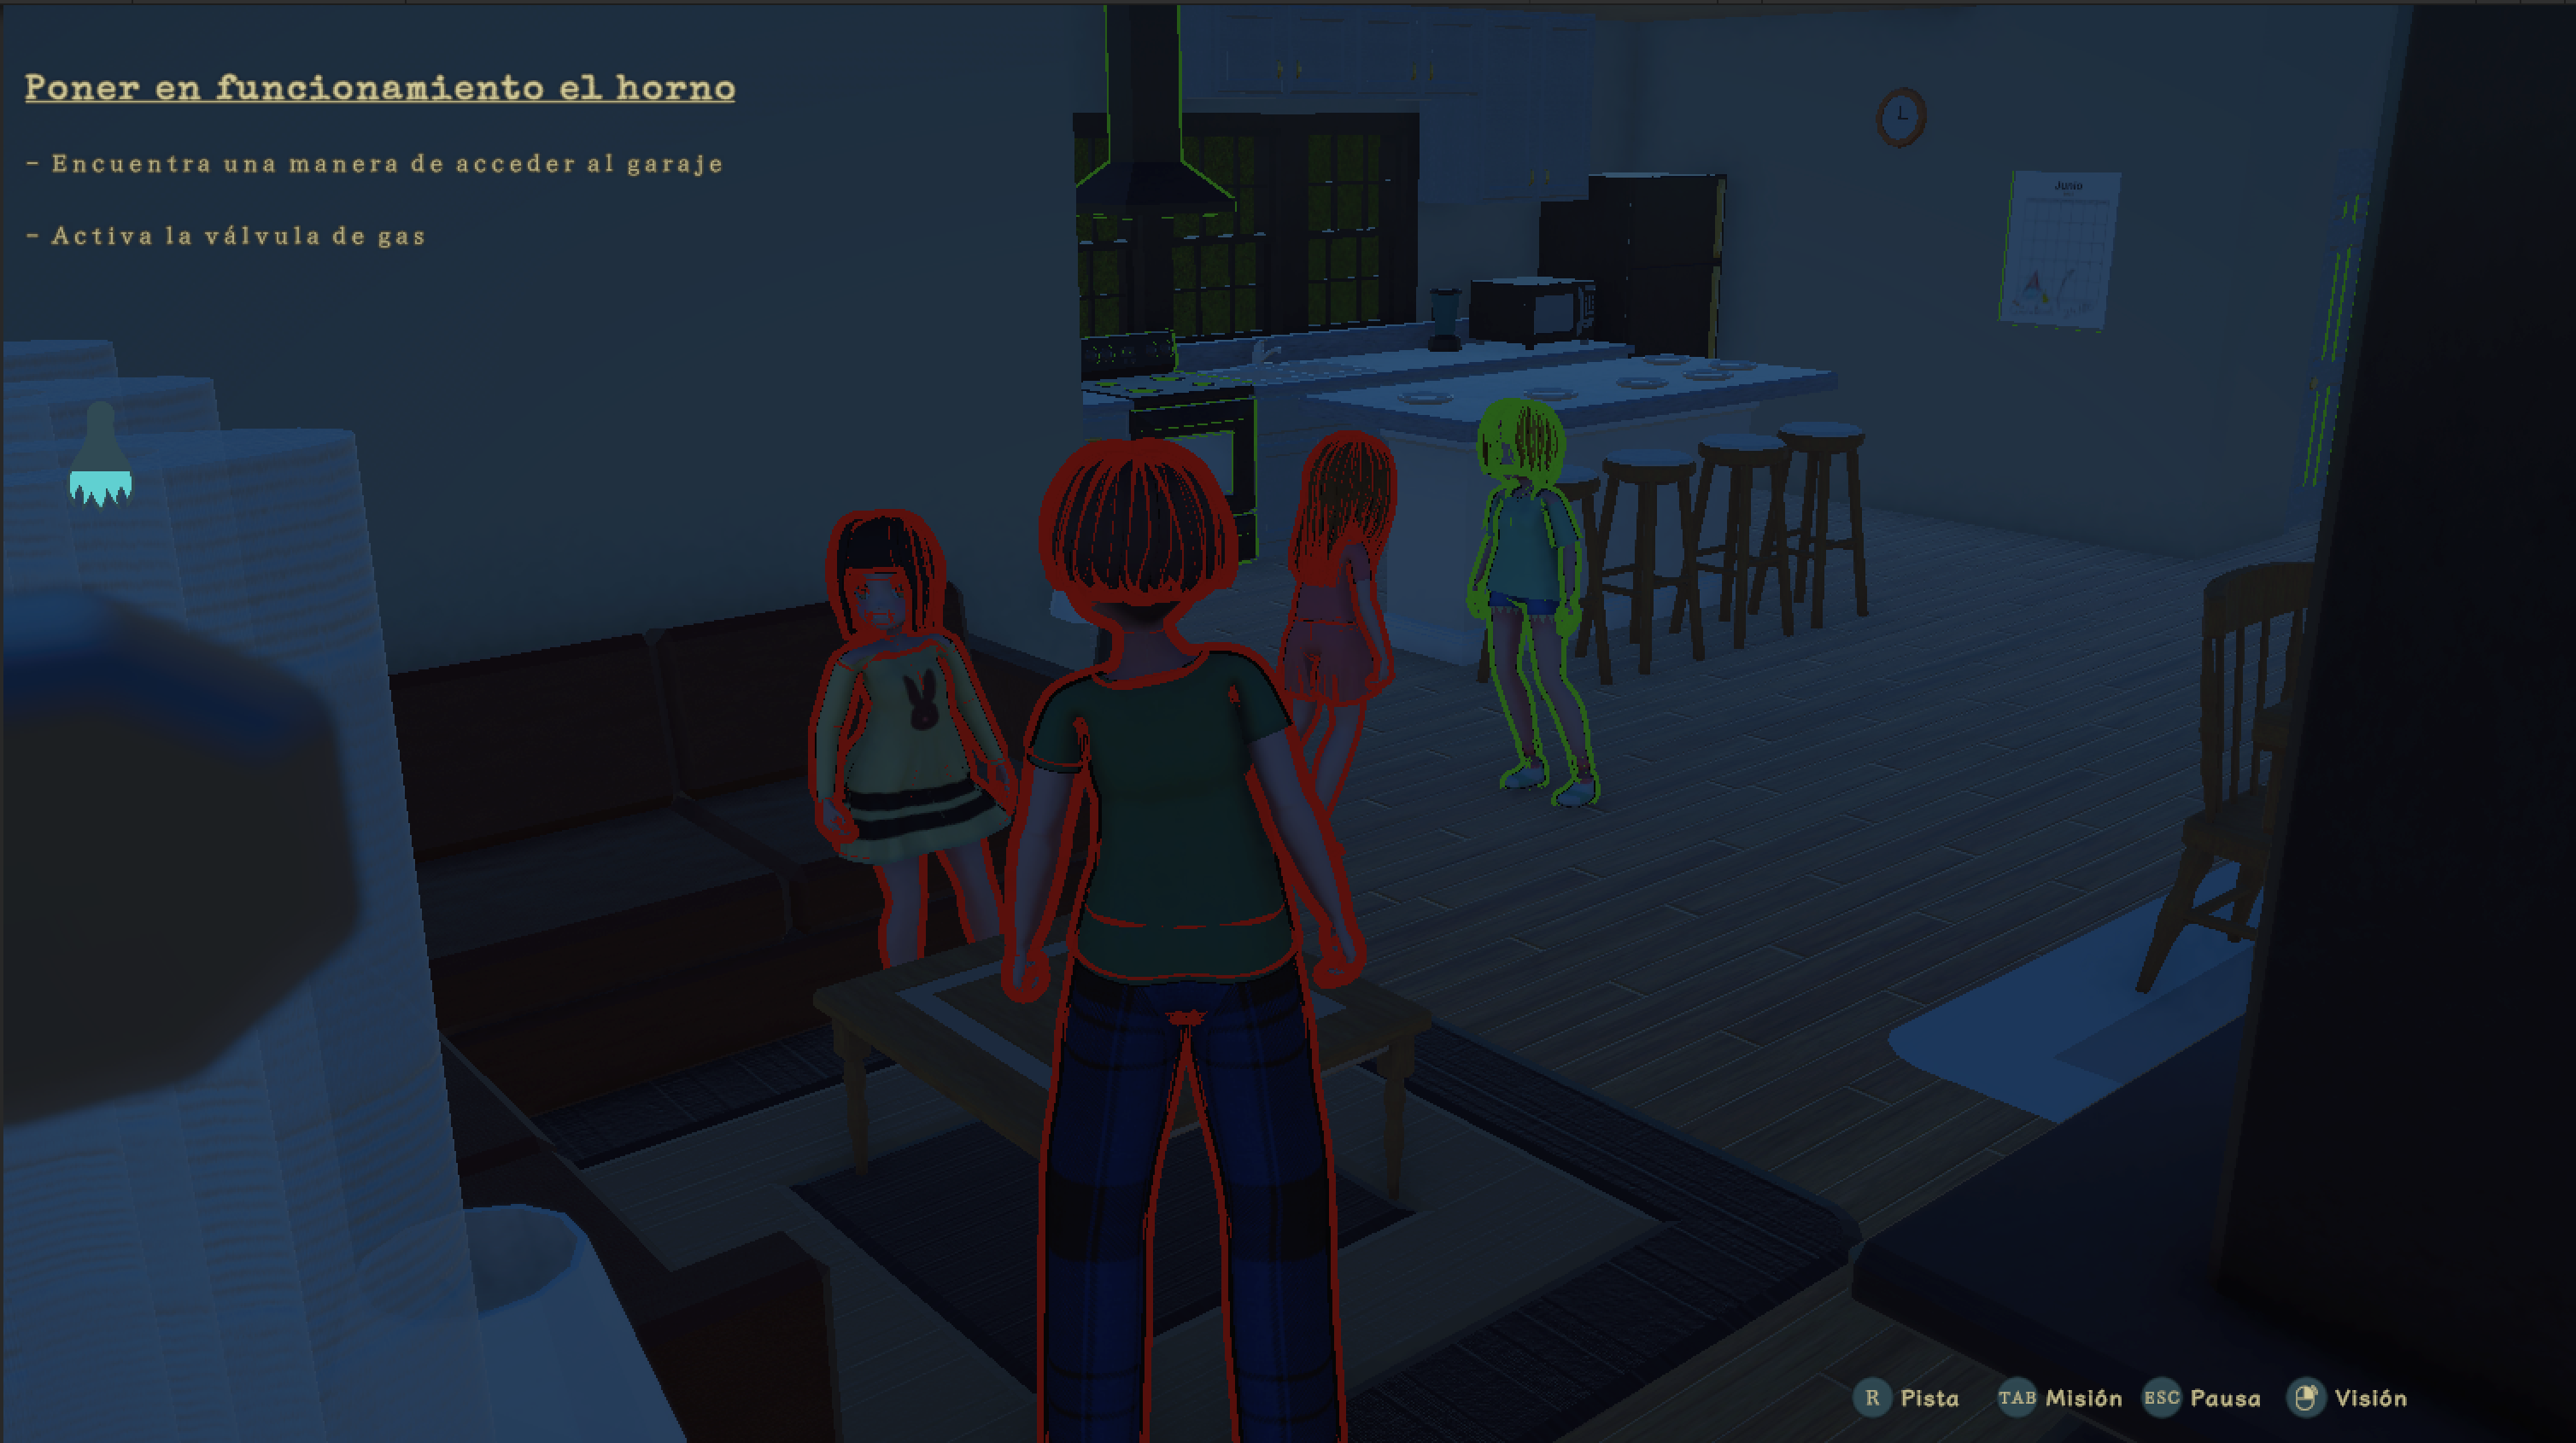 Poner en funcionamiento el horno
- Encuentra una manera de acceder al garaje
- Activa la válvula de gas
Junio
R Pista TAB Misión ESC Pausa Visión